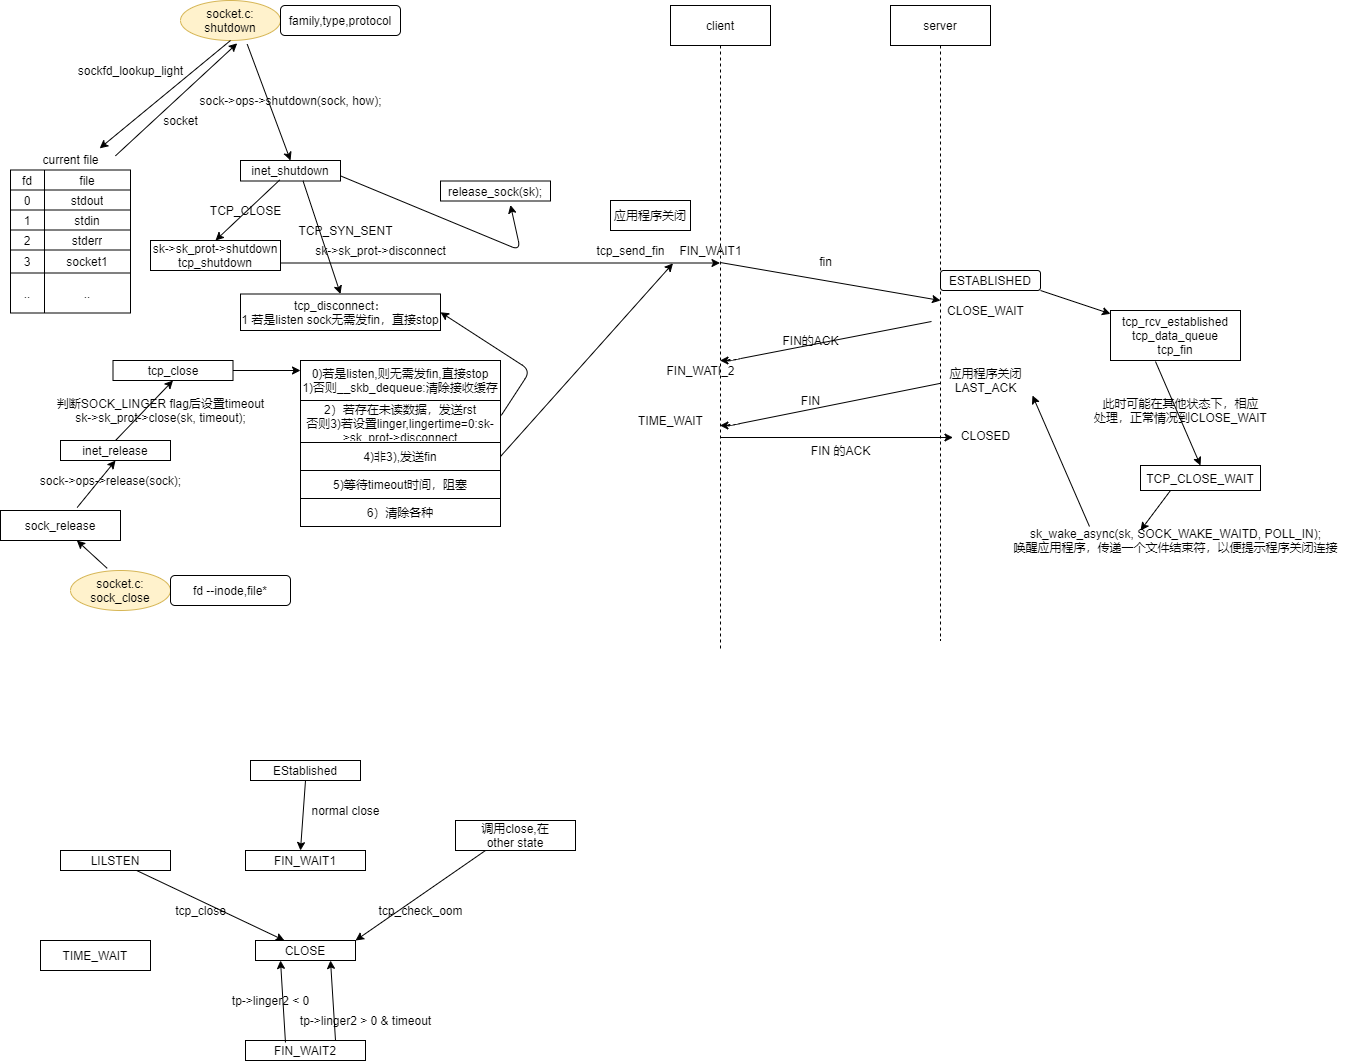 socket.c:
shutdown
family,type,protocol
sockfd_lookup_light
sock->ops->shutdown(sock, how);
socket
current file
fd file
0 stdout
1 stdin
2 stderr
3 socket1
.. ..
inet_shutdown
release_sock(sk);
TCP_CLOSE
TCP_SYN_SENT
sk->sk_prot->shutdown
tcp_shutdown
sk->sk_prot->disconnect
tcp_disconnect：
1 若是listen sock无需发fin，直接stop
tcp_close
0)若是listen,则无需发fin,直接stop
1)否则__skb_dequeue:清除接收缓存
2）若存在未读数据，发送rst
否则3)若设置linger,lingertime=0:sk-
>sk_prot->disconnect
4)非3),发送fin
5)等待timeout时间，阻塞
6）清除各种
判断SOCK_LINGER flag后设置timeout
sk->sk_prot->close(sk, timeout);
inet_release
sock->ops->release(sock);
sock_release
socket.c:
sock_close
fd --inode,file*
client
server
应用程序关闭
tcp_send_fin
FIN_WAIT1
fin
ESTABLISHED
CLOSE_WAIT
tcp_rcv_established
tcp_data_queue
tcp_fin
FIN的ACK
FIN_WATI_2
应用程序关闭
LAST_ACK
FIN
TIME_WAIT
CLOSED
FIN 的ACK
此时可能在其他状态下，相应
处理，正常情况到CLOSE_WAIT
TCP_CLOSE_WAIT
sk_wake_async(sk, SOCK_WAKE_WAITD, POLL_IN);
唤醒应用程序，传递一个文件结束符，以便提示程序关闭连接
EStablished
normal close
调用close,在
other state
LILSTEN
FIN_WAIT1
tcp_close
tcp_check_oom
CLOSE
TIME_WAIT
tp->linger2 < 0
tp->linger2 > 0 & timeout
FIN_WAIT2